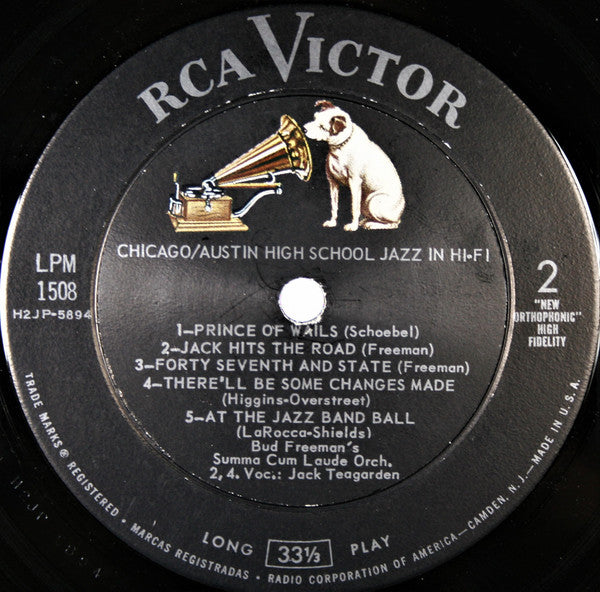 RCA VICTOR
CHICAGO/AUSTIN HIGH SCHOOL JAZZ IN HI-FI
LPM
1508
H2JP-5894
2
"NEW
ORTHOPHONIC"
HIGH
FIDELITY
1—PRINCE OF WAILS (Schoebel)
2—JACK HITS THE ROAD (Freeman)
3—FORTY SEVENTH AND STATE (Freeman)
4—THERE'LL BE SOME CHANGES MADE
(Higgins-Overstreet)
5—AT THE JAZZ BAND BALL
(LaRocca-Shields)
Bud Freeman's
Summa Cum Laude Orch.
2, 4. Voc.: Jack Teagarden
LONG 33⅓ PLAY
TRADE MARKS ® REGISTERED • MARCAS REGISTRADAS • RADIO CORPORATION OF AMERICA—CAMDEN, N. J.—MADE IN U.S.A.